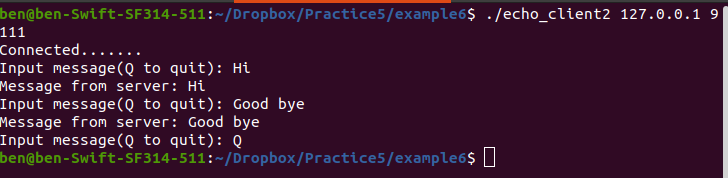 ben@ben-Swift-SF314-511:~/Dropbox/Practice5/example6$ ./echo_client2 127.0.0.1 9
111
Connected.......
Input message(Q to quit): Hi
Message from server: Hi
Input message(Q to quit): Good bye
Message from server: Good bye
Input message(Q to quit): Q
ben@ben-Swift-SF314-511:~/Dropbox/Practice5/example6$